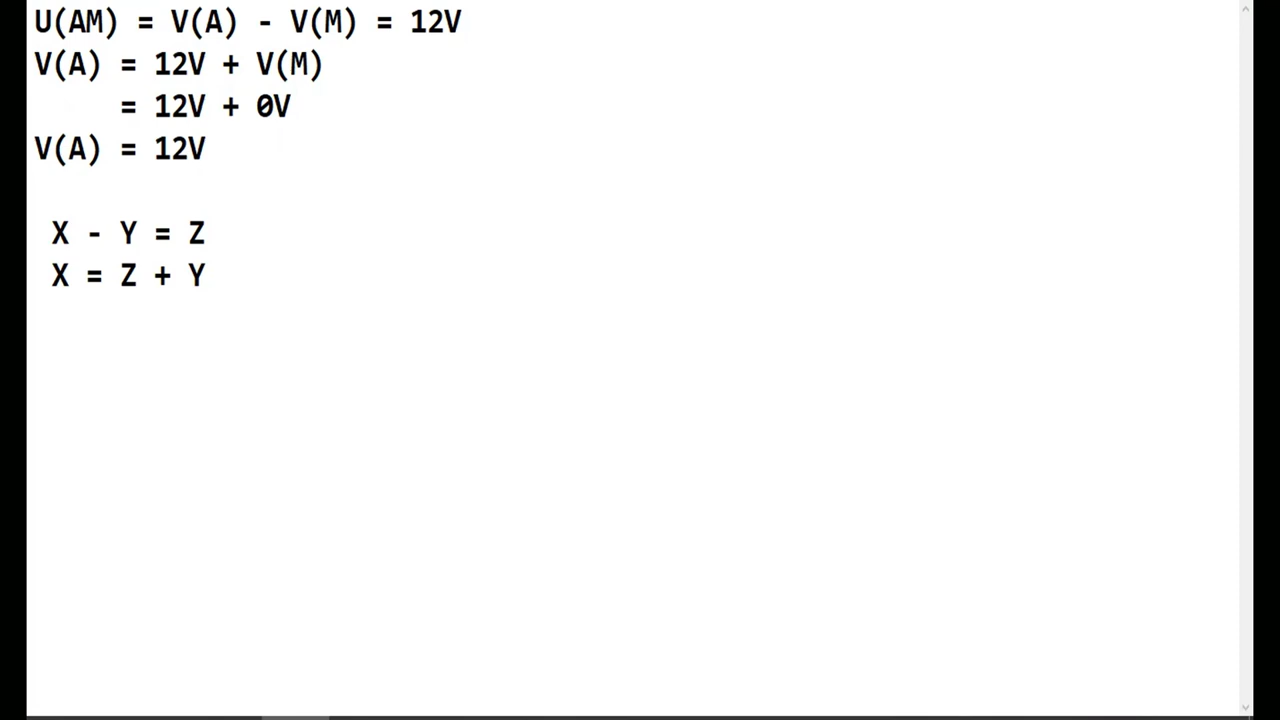 U(AM) = V(A) - V(M) = 12V
V(A) = 12V + V(M)
= 12V + 0V
V(A) = 12V
X - Y = Z
X = Z + Y